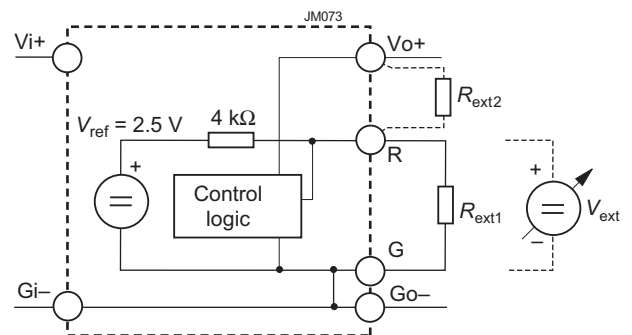 JM073
Vi+
Vo+
Rext2
Vref = 2.5 V
4 kΩ
R
+
Control
logic
Rext1
+
Vext
–
G
Gi–
Go–